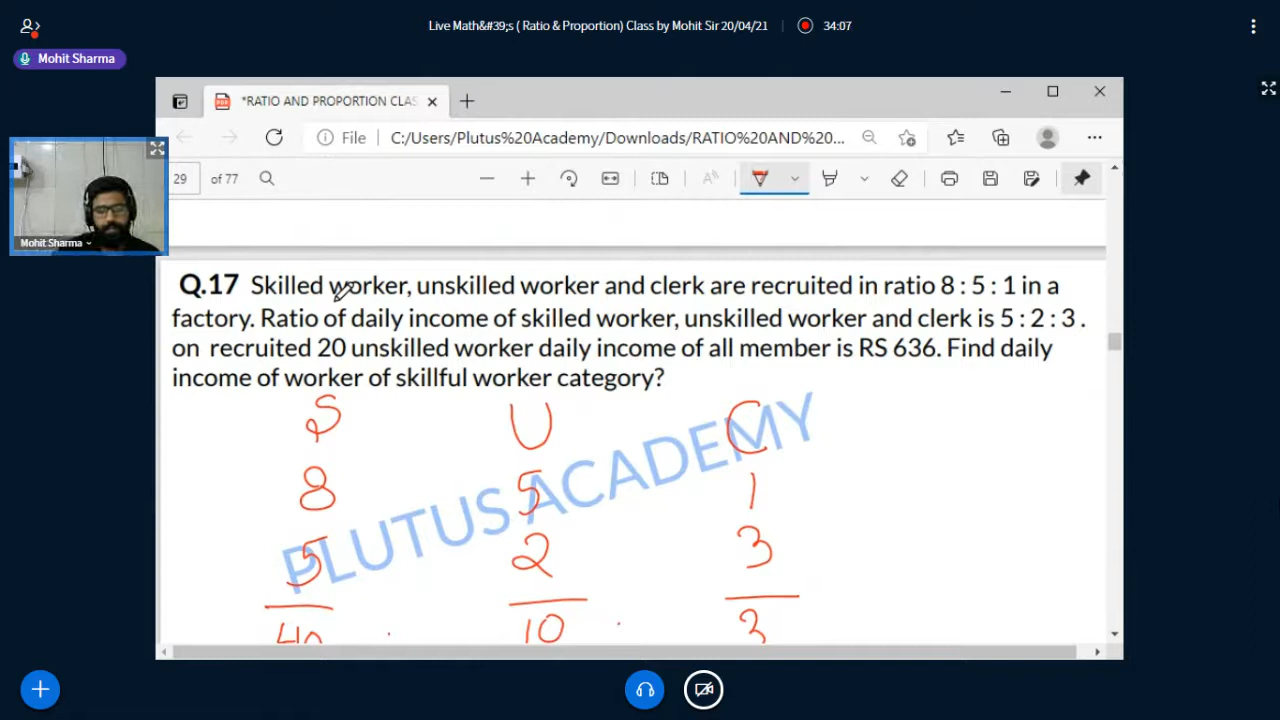 Live Math&#39;s ( Ratio & Proportion) Class by Mohit Sir 20/04/21
34:07
Mohit Sharma
*RATIO AND PROPORTION CLAS
File
C:/Users/Plutus%20Academy/Downloads/RATIO%20AND%20...
29 of 77
Mohit Sharma
Q.17 Skilled worker, unskilled worker and clerk are recruited in ratio 8 : 5 : 1 in a
factory. Ratio of daily income of skilled worker, unskilled worker and clerk is 5 : 2 : 3 .
on recruited 20 unskilled worker daily income of all member is RS 636. Find daily
income of worker of skillful worker category?
S U C
8 5 1
5 2 3
40 10 3
PLUTUS ACADEMY